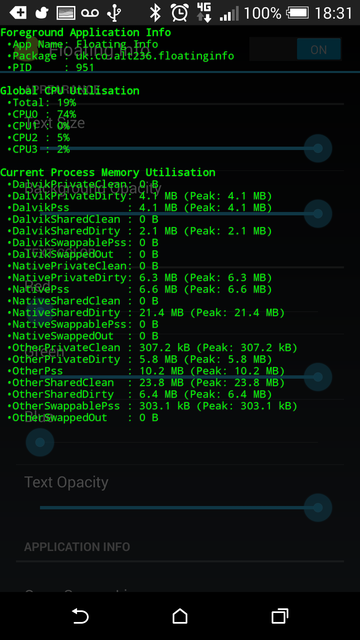 100% 18:31
4G
Foreground Application Info
•App Name: Floating Info
•Package : uk.co.alt236.floatinginfo
•PID     : 951
ON
Global CPU Utilisation
•Total: 19%
•CPU0 : 74%
•CPU1 : 0%
•CPU2 : 5%
•CPU3 : 2%
Text Size
Current Process Memory Utilisation
•DalvikPrivateClean: 0 B
Background Opacity
•DalvikPrivateDirty: 4.1 MB (Peak: 4.1 MB)
•DalvikPss         : 4.1 MB (Peak: 4.1 MB)
•DalvikSharedClean : 0 B
•DalvikSharedDirty : 2.1 MB (Peak: 2.1 MB)
•DalvikSwappablePss: 0 B
•DalvikSwappedOut  : 0 B
•NativePrivateClean: 0 B
•NativePrivateDirty: 6.3 MB (Peak: 6.3 MB)
•NativePss         : 6.6 MB (Peak: 6.6 MB)
•NativeSharedClean : 0 B
•NativeSharedDirty : 21.4 MB (Peak: 21.4 MB)
•NativeSwappablePss: 0 B
•NativeSwappedOut  : 0 B
•OtherPrivateClean : 307.2 kB (Peak: 307.2 kB)
•OtherPrivateDirty : 5.8 MB (Peak: 5.8 MB)
•OtherPss          : 10.2 MB (Peak: 10.2 MB)
•OtherSharedClean  : 23.8 MB (Peak: 23.8 MB)
•OtherSharedDirty  : 6.4 MB (Peak: 6.4 MB)
•OtherSwappablePss : 303.1 kB (Peak: 303.1 kB)
•OtherSwappedOut   : 0 B
Text Opacity
APPLICATION INFO